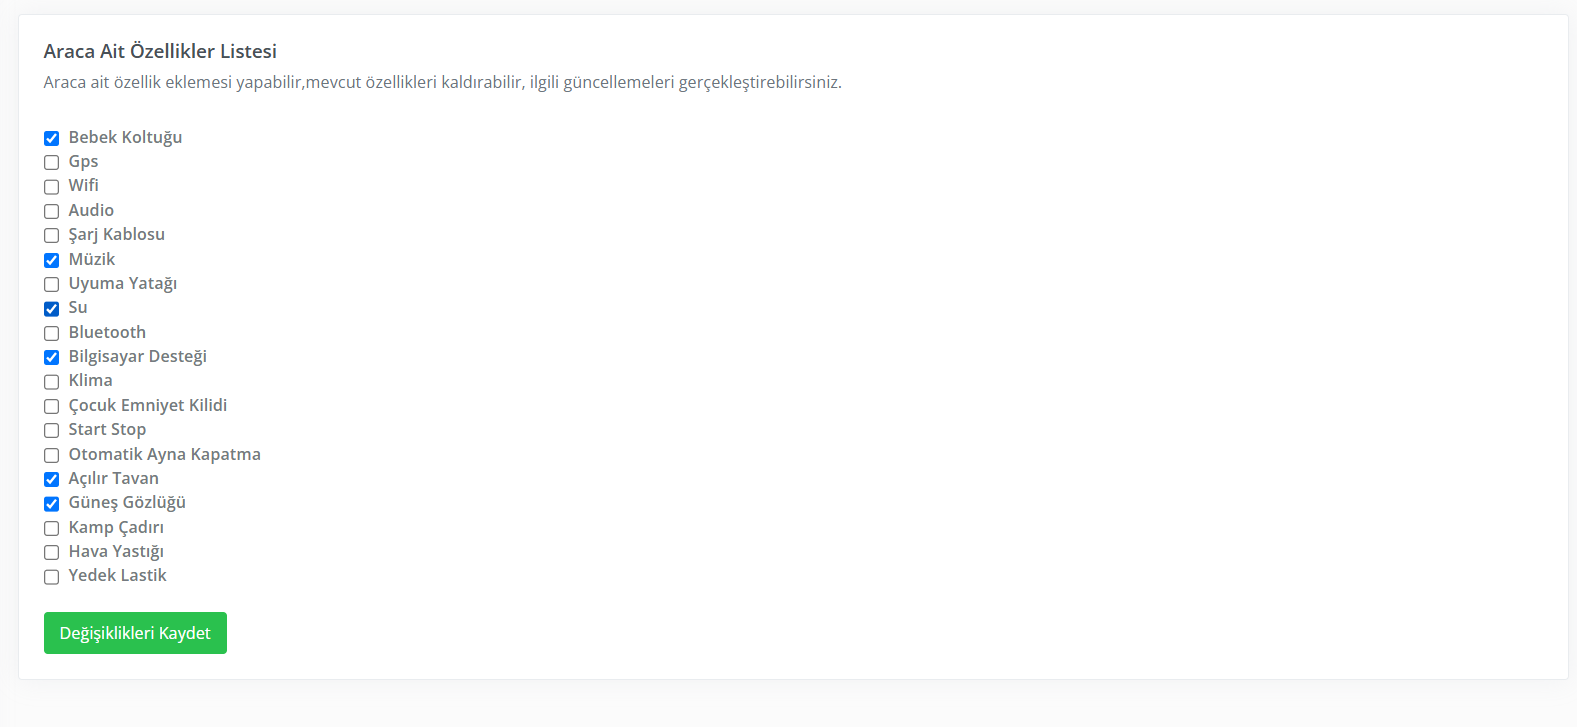 Araca Ait Özellikler Listesi
Araca ait özellik eklemesi yapabilir,mevcut özellikleri kaldırabilir, ilgili güncellemeleri gerçekleştirebilirsiniz.
Bebek Koltuğu
Gps
Wifi
Audio
Şarj Kablosu
Müzik
Uyuma Yatağı
Su
Bluetooth
Bilgisayar Desteği
Klima
Çocuk Emniyet Kilidi
Start Stop
Otomatik Ayna Kapatma
Açılır Tavan
Güneş Gözlüğü
Kamp Çadırı
Hava Yastığı
Yedek Lastik
Değişiklikleri Kaydet